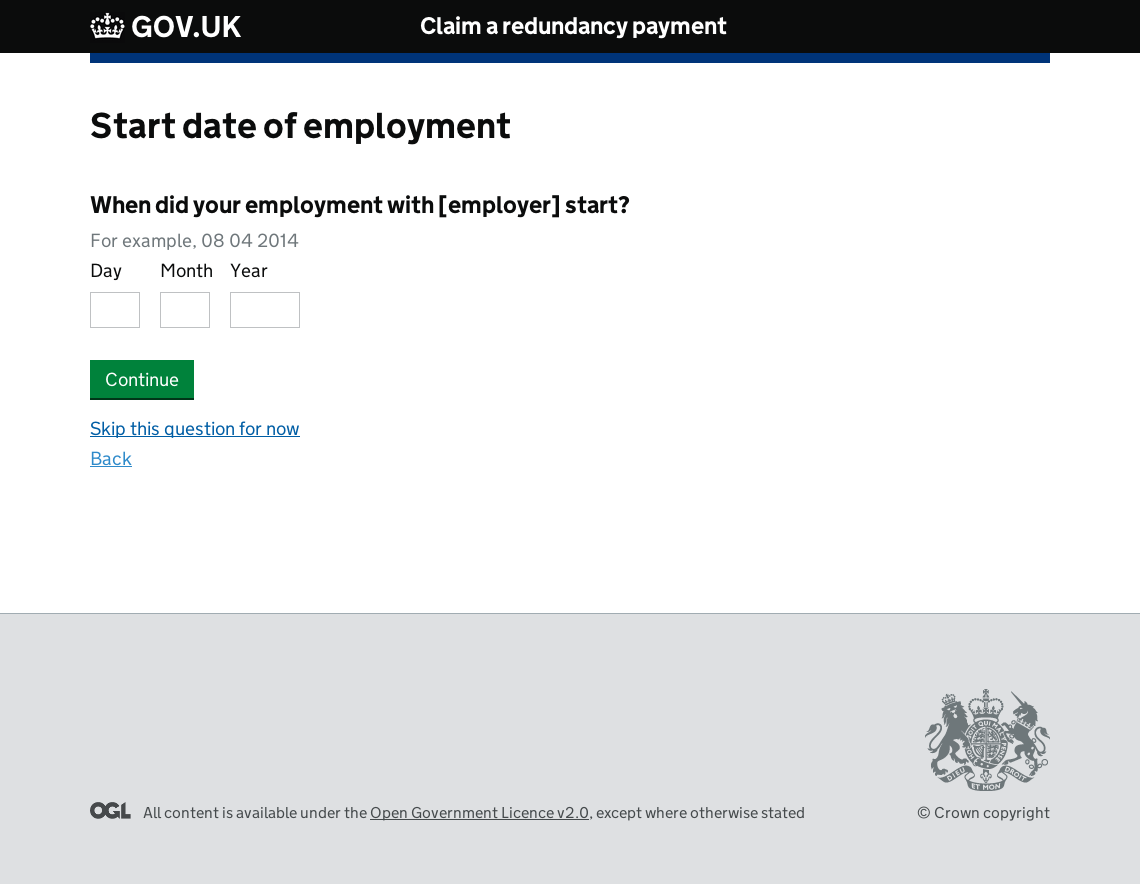 GOV.UK
Claim a redundancy payment
Start date of employment
When did your employment with [employer] start?
For example, 08 04 2014
Day Month Year
Continue
Skip this question for now
Back
DIEU ET MON DROIT
OGL All content is available under the Open Government Licence v2.0, except where otherwise stated
© Crown copyright